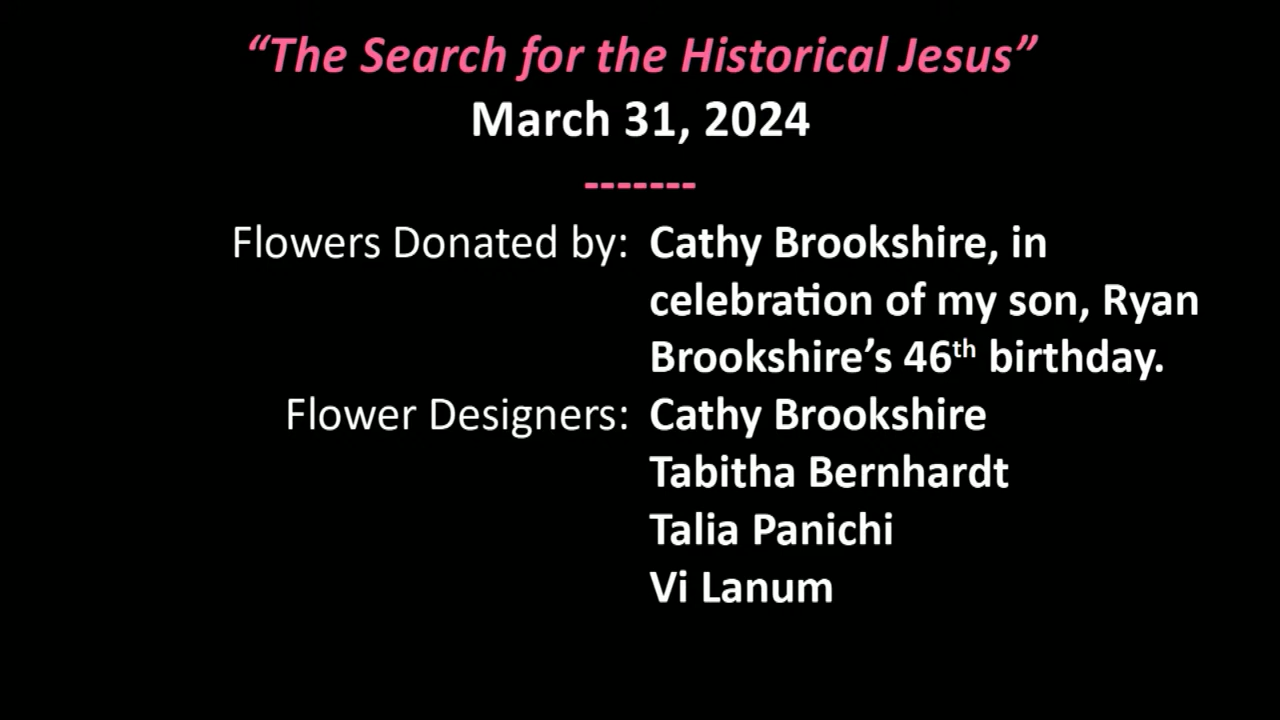 “The Search for the Historical Jesus”
March 31, 2024
-------
Flowers Donated by: Cathy Brookshire, in
celebration of my son, Ryan
Brookshire’s 46th birthday.
Flower Designers: Cathy Brookshire
Tabitha Bernhardt
Talia Panichi
Vi Lanum